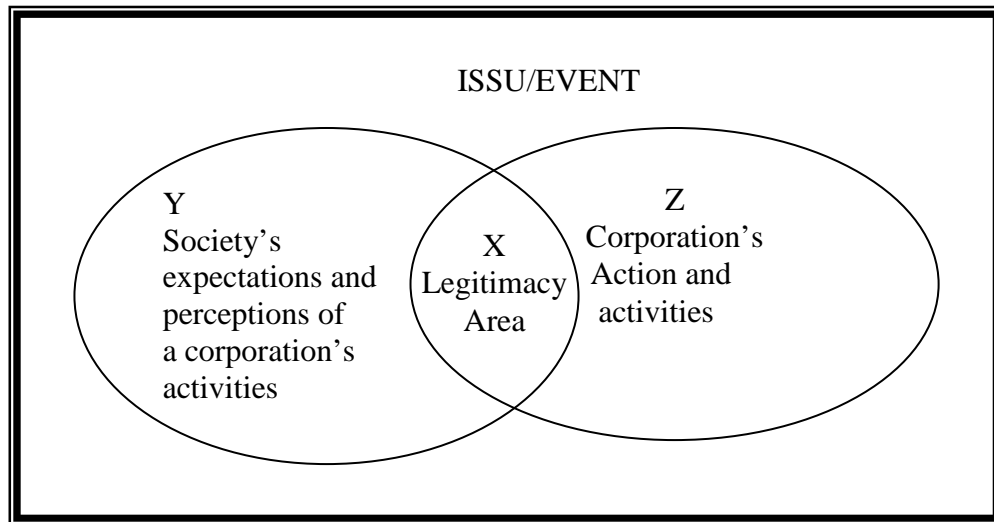 ISSU/EVENT
Y
Society’s
expectations and
perceptions of
a corporation’s
activities
X
Legitimacy
Area
Z
Corporation’s
Action and
activities